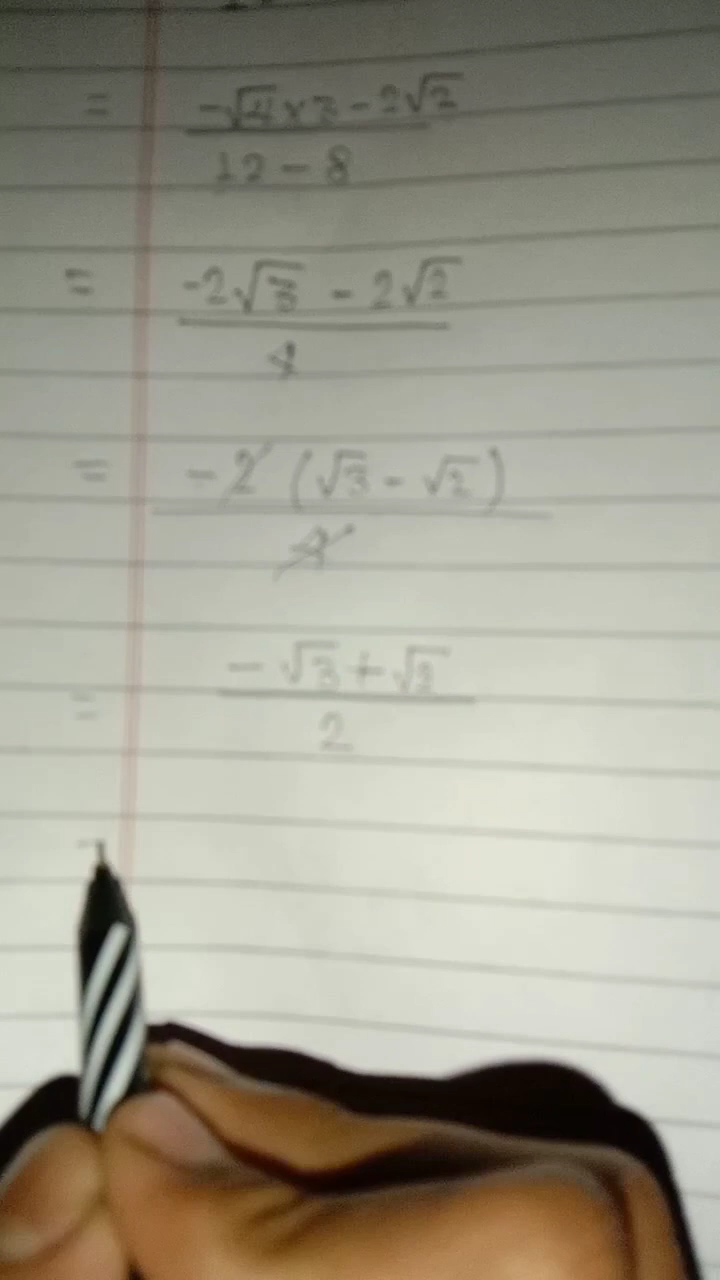 = (-√4×3 - 2√2)/(12 - 8)
= (-2√3 - 2√2)/4
= -2 (√3 - √2)/4
= (-√3 + √2)/2